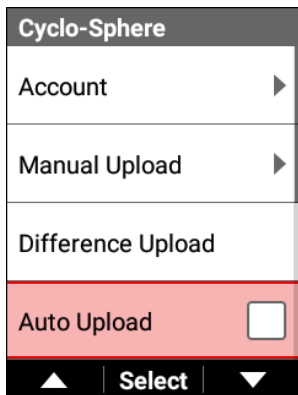 Cyclo-Sphere
Account
Manual Upload
Difference Upload
Auto Upload
Select